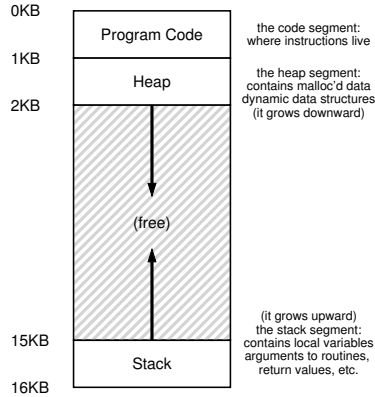 0KB
Program Code
the code segment:
where instructions live
1KB
Heap
the heap segment:
contains malloc'd data
dynamic data structures
(it grows downward)
2KB
(free)
(it grows upward)
the stack segment:
contains local variables
arguments to routines,
return values, etc.
15KB
Stack
16KB